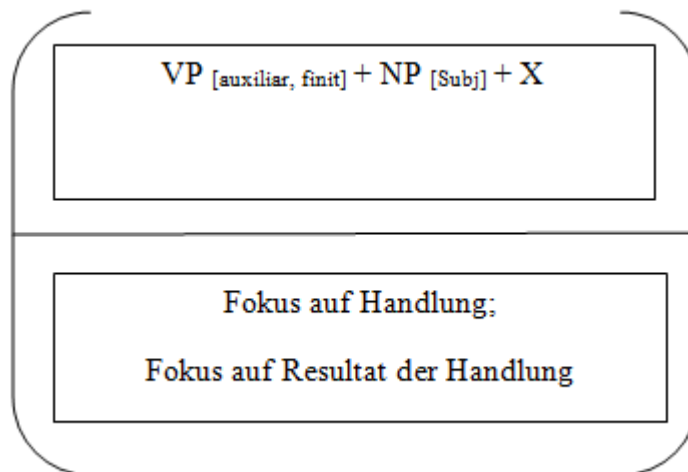 VP [auxiliar, finit] + NP [Subj] + X
Fokus auf Handlung;
Fokus auf Resultat der Handlung